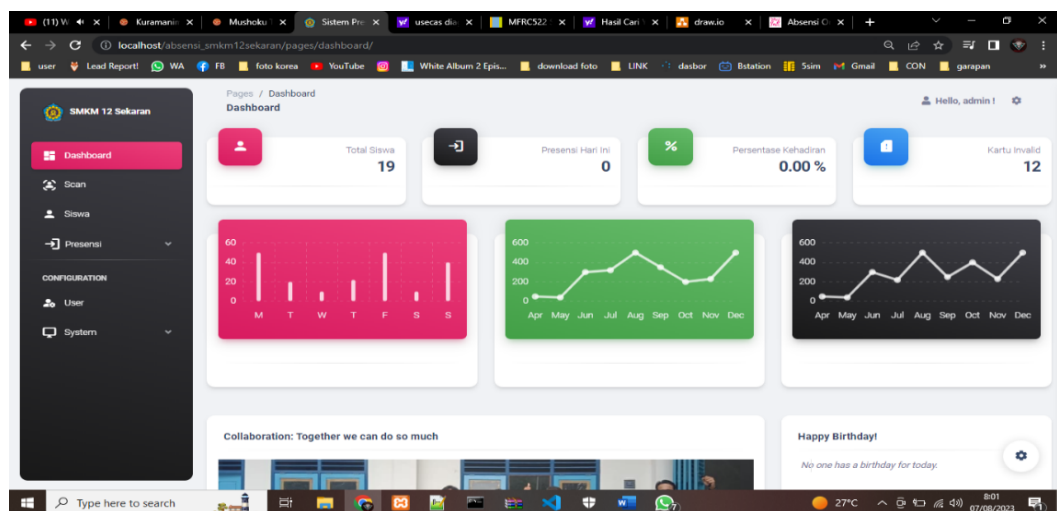 (11) W
Kuramanin
Mushoku T
Sistem Pre
usecas dia
MFRC522
Hasil Cari
draw.io
Absensi O
localhost/absensi_smkm12sekaran/pages/dashboard/
user
Lead Report!
WA
FB
foto korea
YouTube
White Album 2 Epis...
download foto
LINK
dasbor
Bstation
5sim
Gmail
CON
garapan
SMKM 12 Sekaran
Pages / Dashboard
Dashboard
Hello, admin !
Dashboard
Scan
Siswa
Presensi
CONFIGURATION
User
System
Total Siswa
19
Presensi Hari Ini
0
Persentase Kehadiran
0.00 %
Kartu Invalid
12
60
40
20
0
M T W T F S S
600
400
200
0
Apr May Jun Jul Aug Sep Oct Nov Dec
600
400
200
0
Apr May Jun Jul Aug Sep Oct Nov Dec
Collaboration: Together we can do so much
Happy Birthday!
No one has a birthday for today.
Type here to search
27°C
8:01
07/08/2023